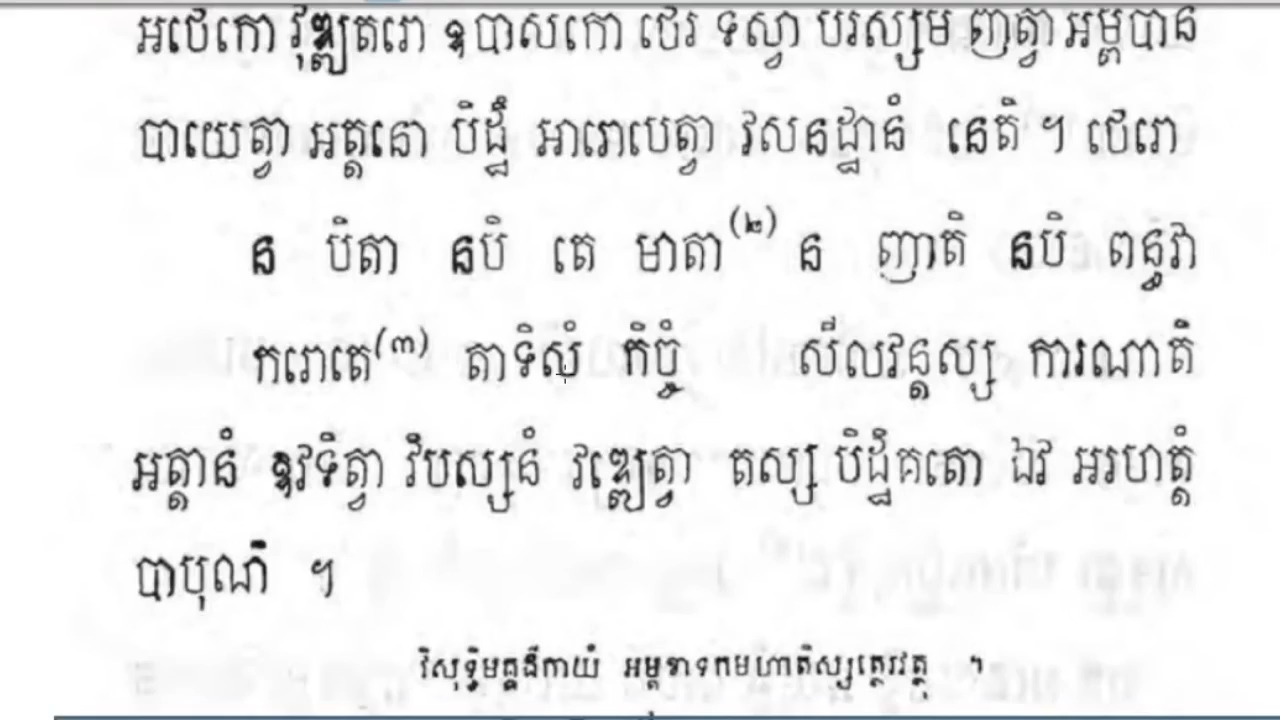 អថេកោ វុឌ្ឍតរោ ឧបាសកោ ថេរំ ទិស្វា បរិស្សមំ ញត្វា អម្ពបានំ
បាយេត្វា អត្តនោ បិដ្ឋឹ អារោបេត្វា វសនដ្ឋានំ នេតិ ។ ថេរោ
ន បិតា នបិ តេ មាតា (២) ន ញាតិ នបិ ពន្ធវា
ករោតេ (៣) តាទិសំ កិច្ចំ សីលវន្តស្ស ការណាតិ
អត្តានំ ឱវទិត្វា វិបស្សនំ វឌ្ឍេត្វា តស្ស បិដ្ឋិគតោ ឯវ អរហត្តំ
បាបុណិ ។
វិសុទ្ធិមគ្គនិកាយំ អម្ពខាទកមហាតិស្សត្ថេរវត្ថុ ។